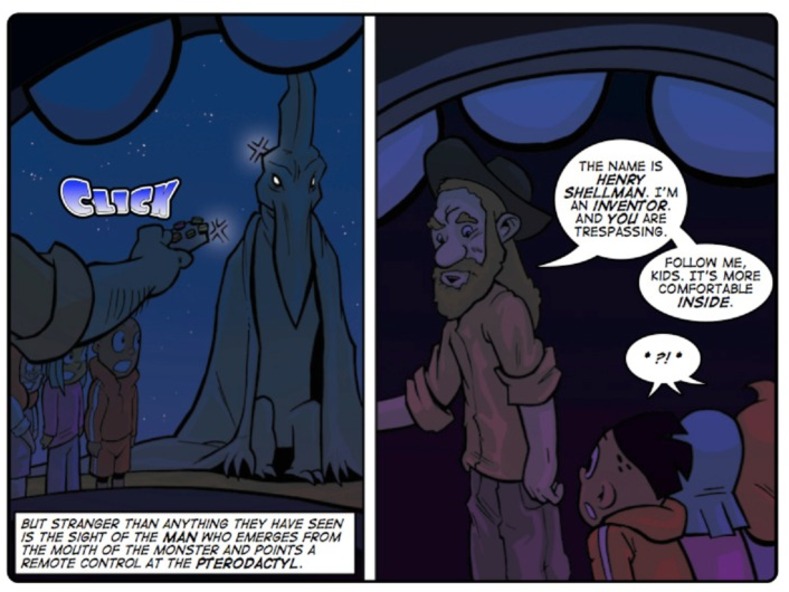 CLICK
BUT STRANGER THAN ANYTHING THEY HAVE SEEN
IS THE SIGHT OF THE MAN WHO EMERGES FROM
THE MOUTH OF THE MONSTER AND POINTS A
REMOTE CONTROL AT THE PTERODACTYL.
THE NAME IS
HENRY
SHELLMAN. I'M
AN INVENTOR.
AND YOU ARE
TRESPASSING.
FOLLOW ME,
KIDS. IT'S MORE
COMFORTABLE
INSIDE.
* ?! *